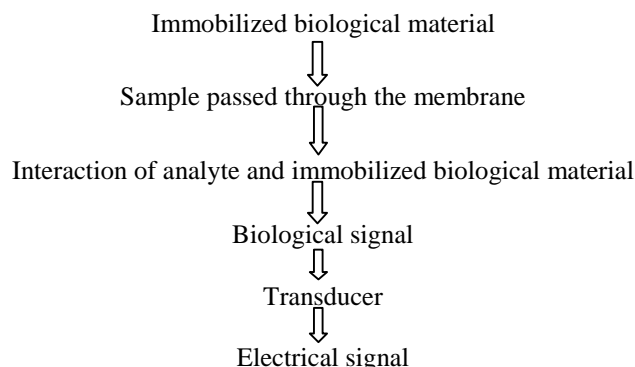 Immobilized biological material
Sample passed through the membrane
Interaction of analyte and immobilized biological material
Biological signal
Transducer
Electrical signal